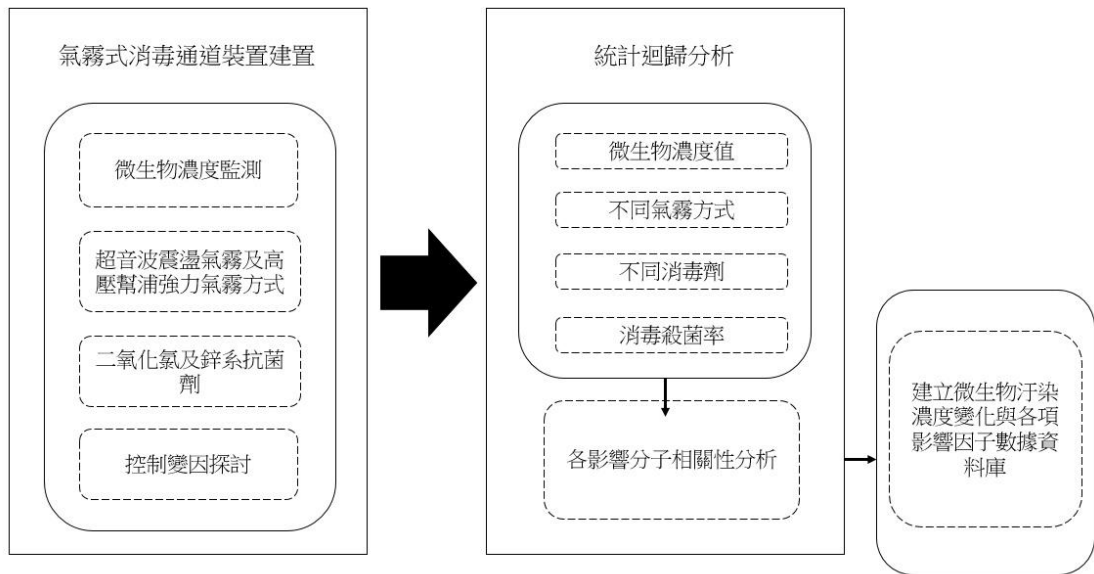 氣霧式消毒通道裝置建置
微生物濃度監測
超音波震盪氣霧及高
壓幫浦強力氣霧方式
二氧化氯及鋅系抗菌
劑
控制變因探討
統計迴歸分析
微生物濃度值
不同氣霧方式
不同消毒劑
消毒殺菌率
各影響分子相關性分析
建立微生物汙染
濃度變化與各項
影響因子數據資
料庫